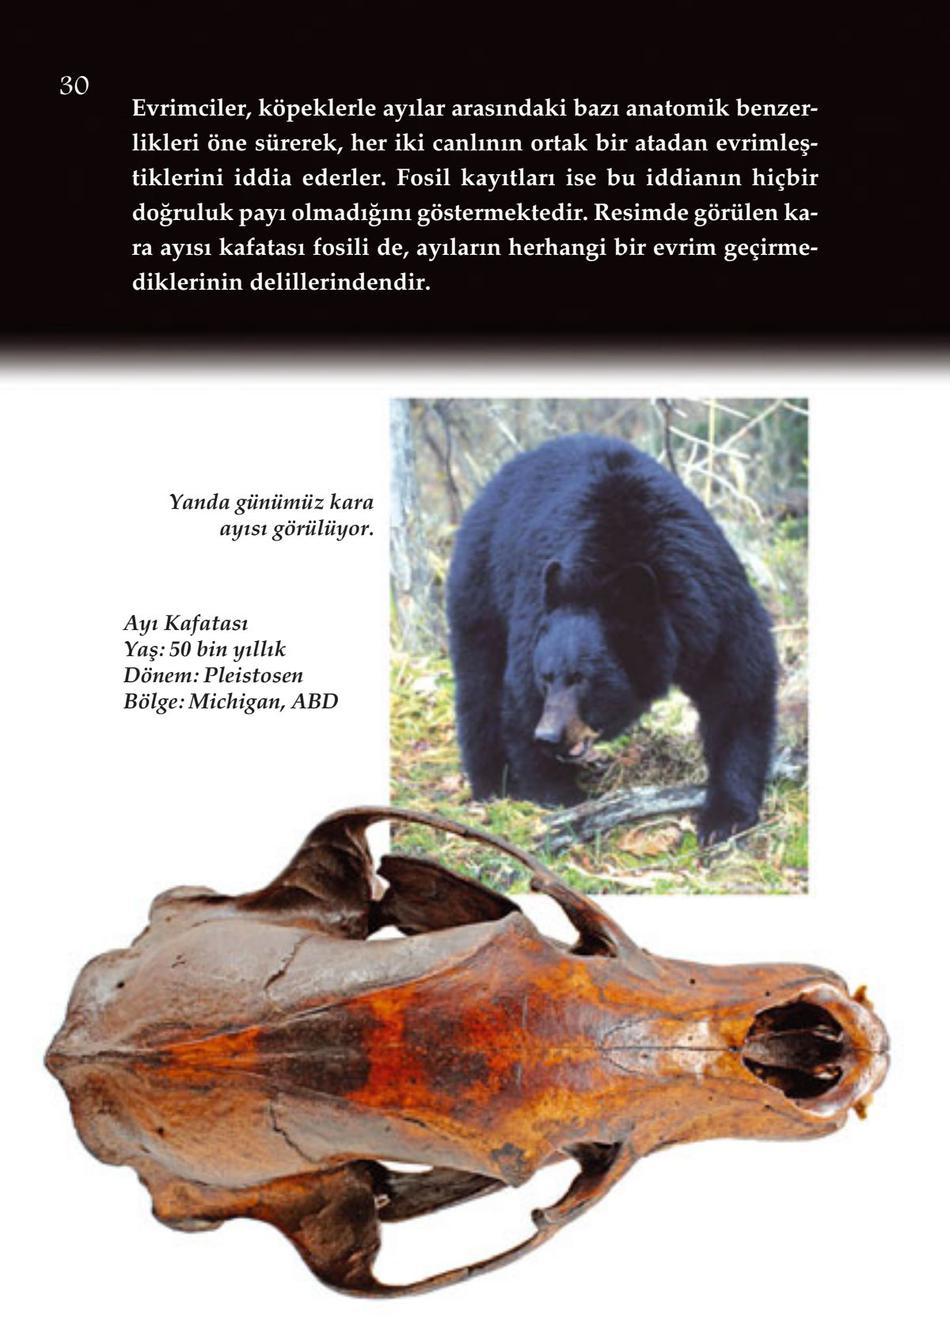 30
Evrimciler, köpeklerle ayılar arasındaki bazı anatomik benzer-
likleri öne sürerek, her iki canlının ortak bir atadan evrimleş-
tiklerini iddia ederler. Fosil kayıtları ise bu iddianın hiçbir
doğruluk payı olmadığını göstermektedir. Resimde görülen ka-
ra ayısı kafatası fosili de, ayıların herhangi bir evrim geçirme-
diklerinin delillerindendir.
Yanda günümüz kara
ayısı görülüyor.
Ayı Kafatası
Yaş: 50 bin yıllık
Dönem: Pleistosen
Bölge: Michigan, ABD